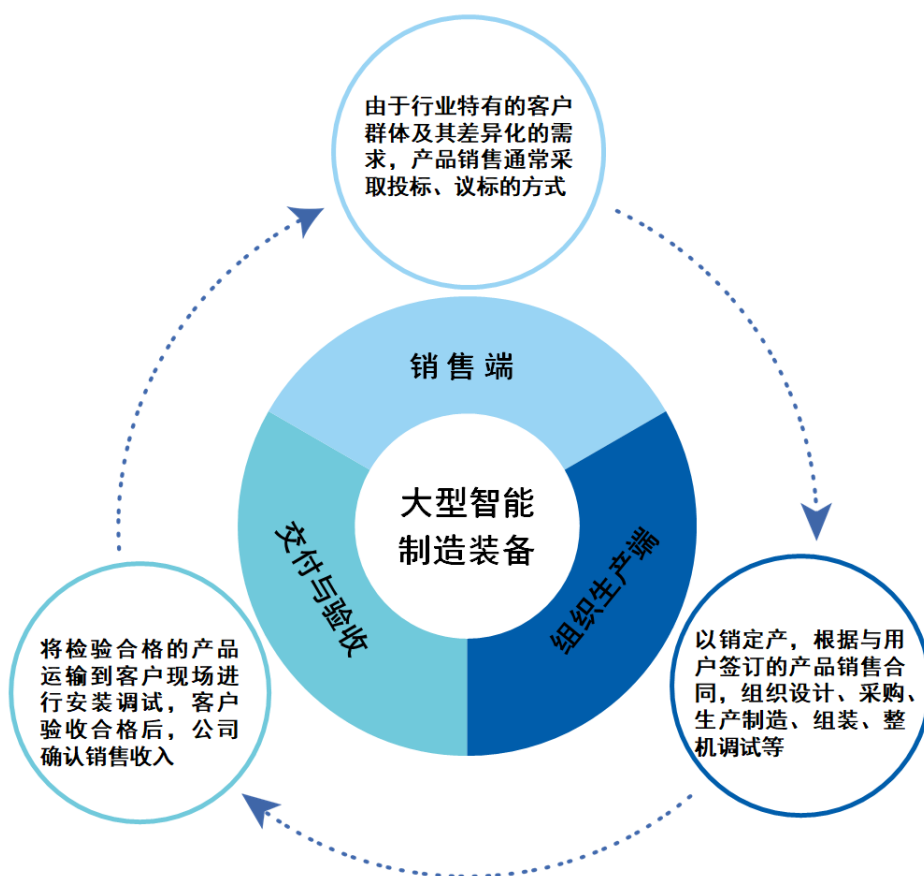 由于行业特有的客户
群体及其差异化的需
求，产品销售通常采
取投标、议标的方式
销售端
大型智能
制造装备
交付与验收
组织生产端
将检验合格的产品
运输到客户现场进
行安装调试，客户
验收合格后，公司
确认销售收入
以销定产，根据与用
户签订的产品销售合
同，组织设计、采购、
生产制造、组装、整
机调试等